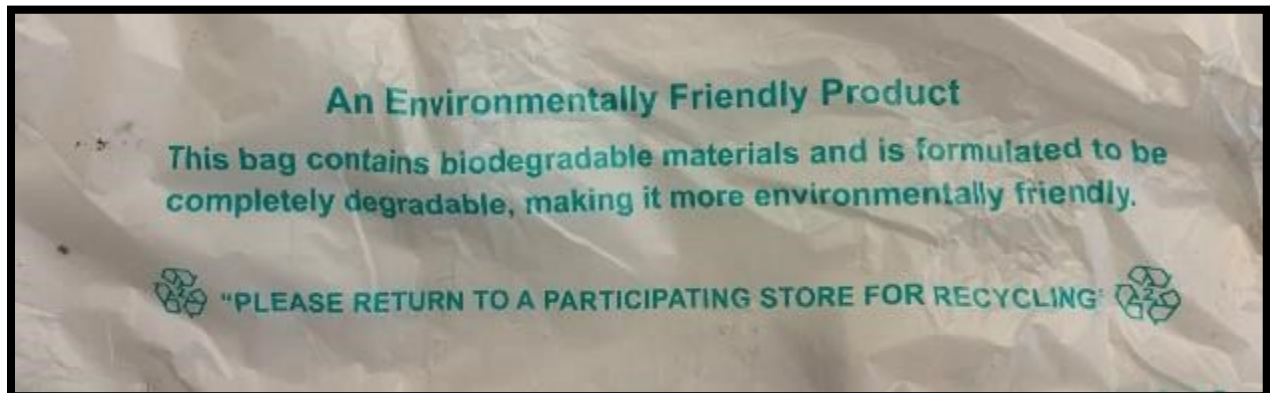 An Environmentally Friendly Product
This bag contains biodegradable materials and is formulated to be
completely degradable, making it more environmentally friendly.
"PLEASE RETURN TO A PARTICIPATING STORE FOR RECYCLING"